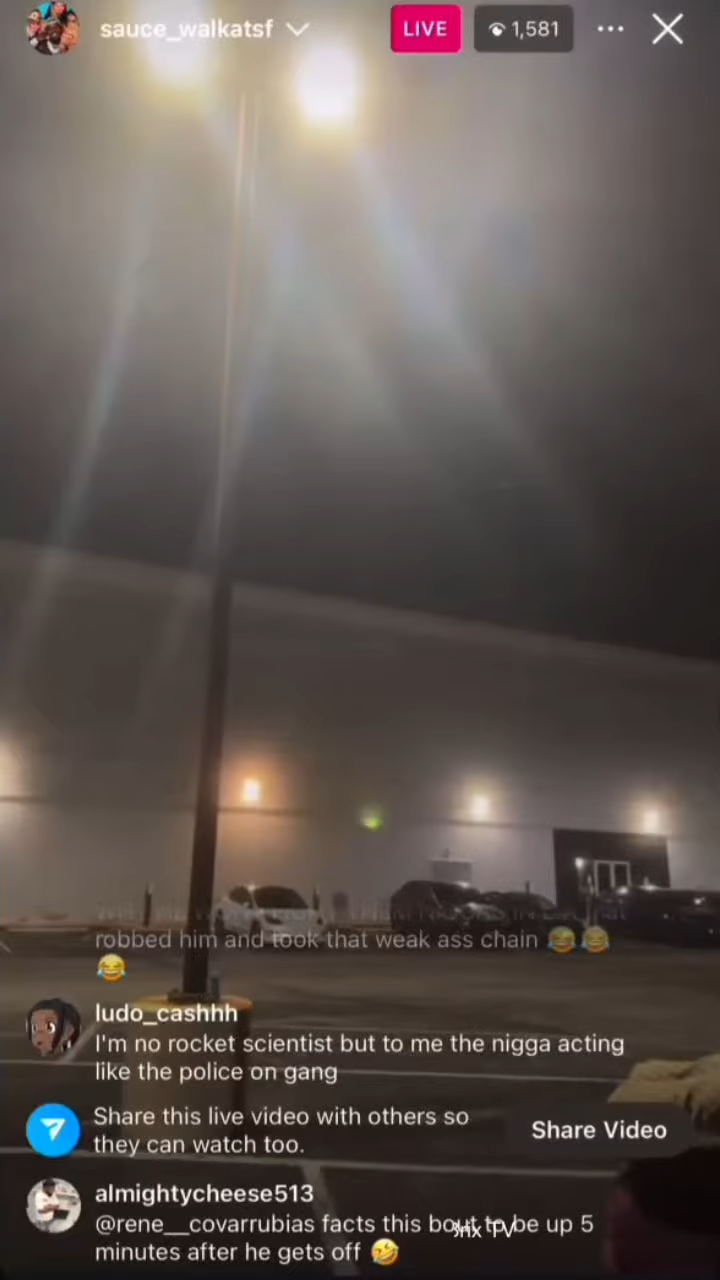 sauce_walkatsf
LIVE
1,581
robbed him and took that weak ass chain 😂😂
😂
ludo_cashhh
I'm no rocket scientist but to me the nigga acting
like the police on gang
Share this live video with others so
they can watch too.
Share Video
almightycheese513
@rene__covarrubias facts this bout to be up 5
minutes after he gets off 🤣
TV